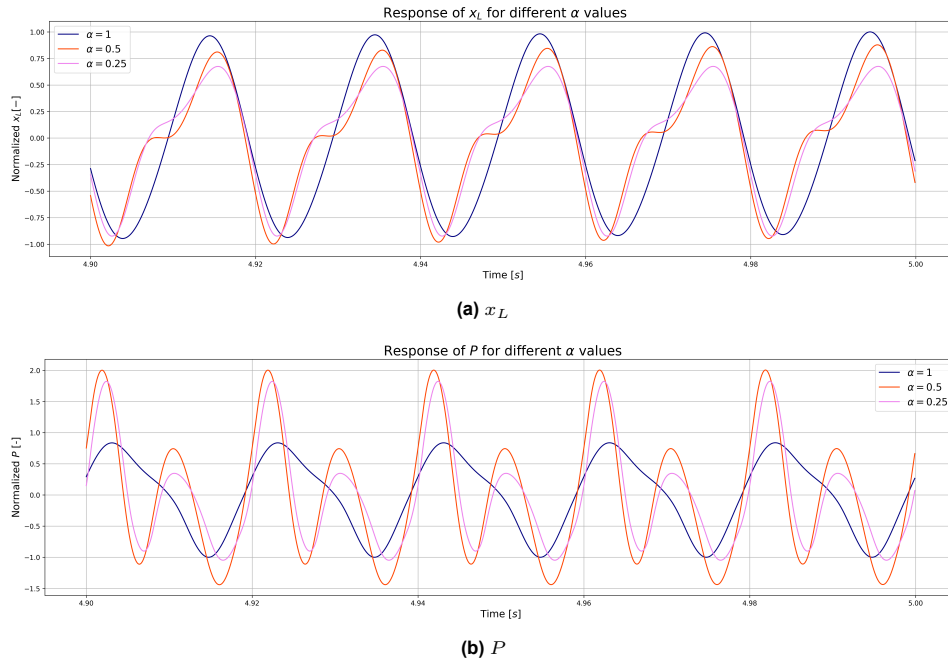 Response of x_L for different α values
1.00
0.75
0.50
0.25
0.00
−0.25
−0.50
−0.75
−1.00
Normalized x_L[−]
α = 1
α = 0.5
α = 0.25
4.90
4.92
4.94
4.96
4.98
5.00
Time [s]
(a) x_L
Response of P for different α values
2.0
1.5
1.0
0.5
0.0
−0.5
−1.0
−1.5
Normalized P [-]
α = 1
α = 0.5
α = 0.25
4.90
4.92
4.94
4.96
4.98
5.00
Time [s]
(b) P